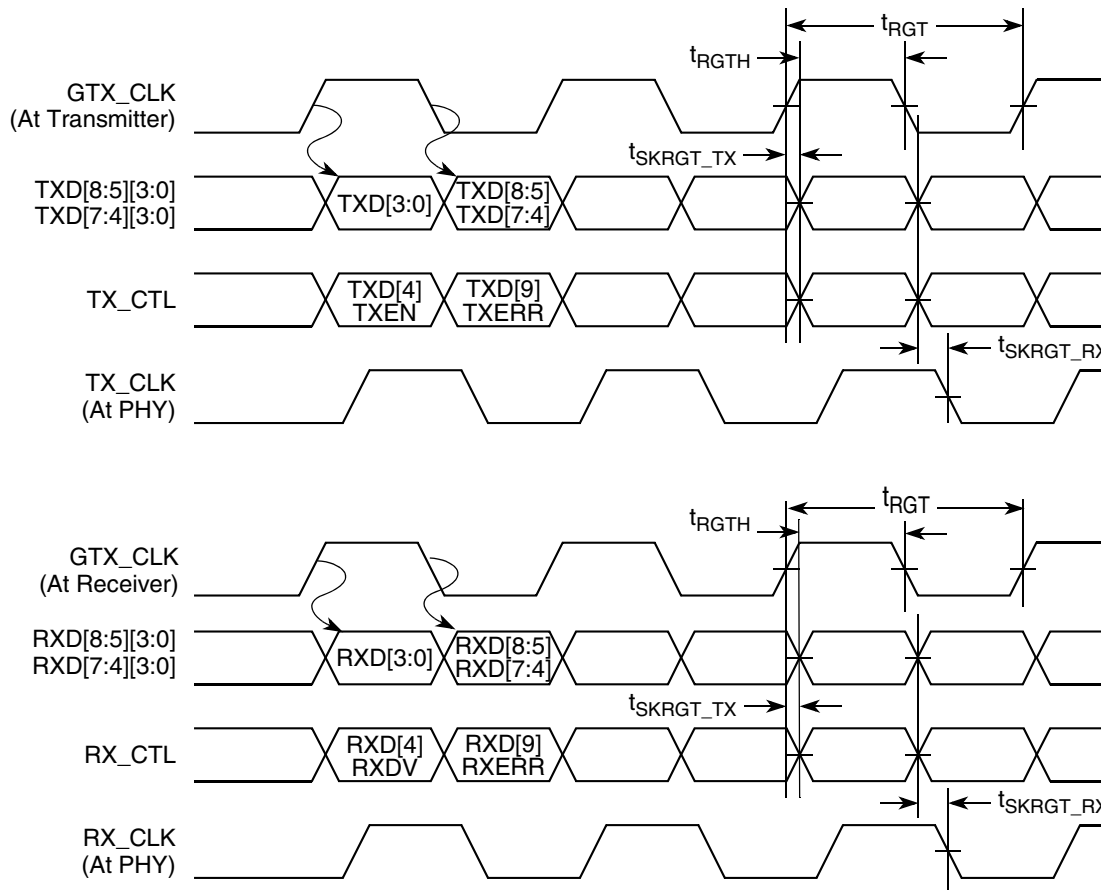 tRGT
tRGTH
GTX_CLK
(At Transmitter)
tSKRGT_TX
TXD[8:5][3:0]
TXD[7:4][3:0]
TXD[3:0]
TXD[8:5]
TXD[7:4]
TX_CTL
TXD[4]
TXEN
TXD[9]
TXERR
tSKRGT_RX
TX_CLK
(At PHY)
tRGT
tRGTH
GTX_CLK
(At Receiver)
RXD[8:5][3:0]
RXD[7:4][3:0]
RXD[3:0]
RXD[8:5]
RXD[7:4]
tSKRGT_TX
RX_CTL
RXD[4]
RXDV
RXD[9]
RXERR
tSKRGT_RX
RX_CLK
(At PHY)